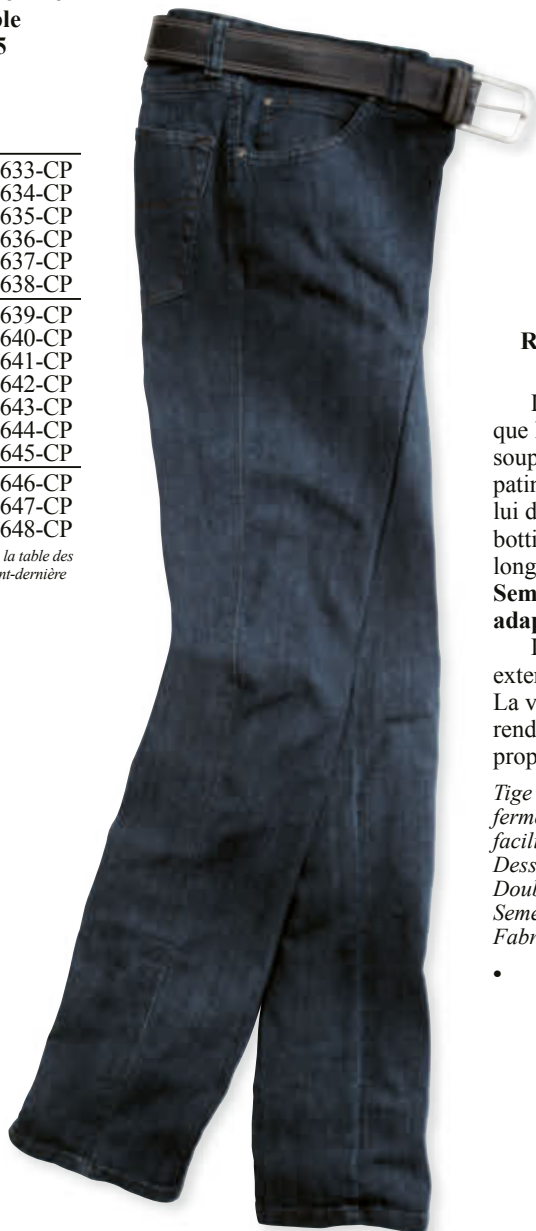 5
633-CP
634-CP
635-CP
636-CP
637-CP
638-CP
639-CP
640-CP
641-CP
642-CP
643-CP
644-CP
645-CP
646-CP
647-CP
648-CP
la table des
nt-dernière
R
que
soup
patin
lui d
botti
long
Sem
adap
exter
La v
rend
prop
Tige
ferm
facili
Dess
Doub
Seme
Fabr
•